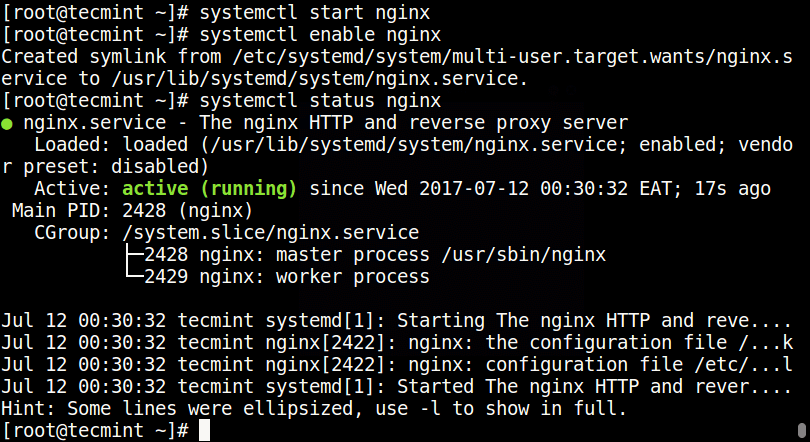 [root@tecmint ~]# systemctl start nginx
[root@tecmint ~]# systemctl enable nginx
Created symlink from /etc/systemd/system/multi-user.target.wants/nginx.s
ervice to /usr/lib/systemd/system/nginx.service.
[root@tecmint ~]# systemctl status nginx
● nginx.service - The nginx HTTP and reverse proxy server
   Loaded: loaded (/usr/lib/systemd/system/nginx.service; enabled; vendo
r preset: disabled)
   Active: active (running) since Wed 2017-07-12 00:30:32 EAT; 17s ago
 Main PID: 2428 (nginx)
   CGroup: /system.slice/nginx.service
           ├─2428 nginx: master process /usr/sbin/nginx
           └─2429 nginx: worker process

Jul 12 00:30:32 tecmint systemd[1]: Starting The nginx HTTP and reve....
Jul 12 00:30:32 tecmint nginx[2422]: nginx: the configuration file /...k
Jul 12 00:30:32 tecmint nginx[2422]: nginx: configuration file /etc/...l
Jul 12 00:30:32 tecmint systemd[1]: Started The nginx HTTP and rever....
Hint: Some lines were ellipsized, use -l to show in full.
[root@tecmint ~]#